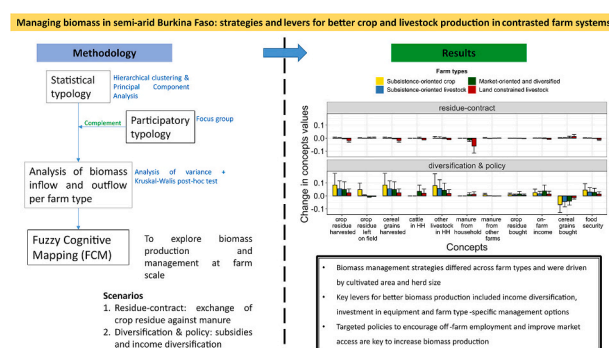 Managing biomass in semi-arid Burkina Faso: strategies and levers for better crop and livestock production in contrasted farm systems
Methodology
Statistical
typology
Hierarchical clustering &
Principal Component
Analysis
Complement
Participatory
typology
Focus group
Analysis of biomass
inflow and outflow
per farm type
Analysis of variance +
Kruskal-Walis post-hoc test
Fuzzy Cognitive
Mapping (FCM)
To explore biomass
production and
management at farm
scale
Scenarios
1. Residue-contract: exchange of
crop residue against manure
2. Diversification & policy: subsidies
and income diversification
Results
Farm types
Subsistence-oriented crop
Market-oriented and diversified
Subsistence-oriented livestock
Land constrained livestock
Change in concepts values
residue-contract
0.1
0.0
-0.1
diversification & policy
0.1
0.0
-0.1
crop residue harvested
crop residue left on field
cereal grains harvested
cattle in HH
other livestock in HH
manure from household
manure from other farms
crop residue bought
on-farm income
cereal grains bought
food security
Concepts
• Biomass management strategies differed across farm types and were driven
by cultivated area and herd size
• Key levers for better biomass production included income diversification,
investment in equipment and farm type -specific management options
• Targeted policies to encourage off -farm employment and improve market
access are key to increase biomass production